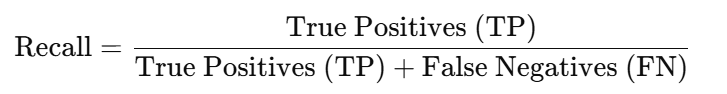 Recall = True Positives (TP) / True Positives (TP) + False Negatives (FN)